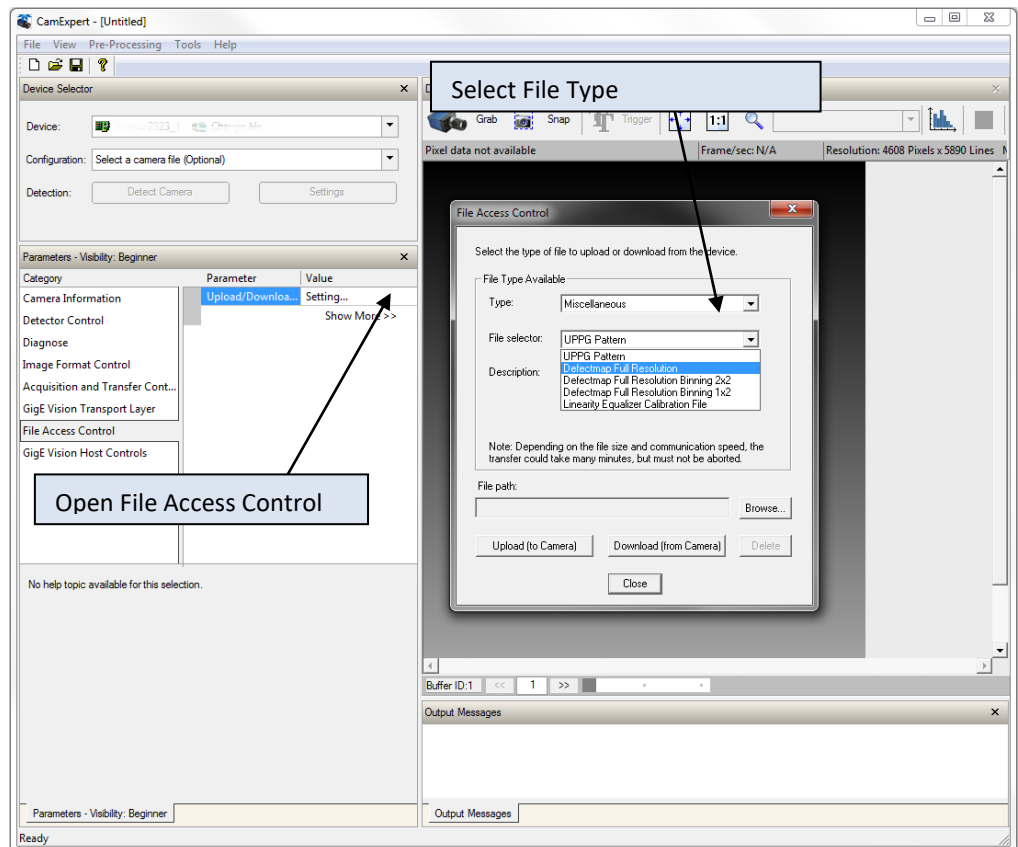 CamExpert - [Untitled]
File View Pre-Processing Tools Help
Device Selector
Device:
Configuration: Select a camera file (Optional)
Detection: Detect Camera Settings
Parameters - Visibility: Beginner
Category Parameter Value
Camera Information Upload/Downloa... Setting...
Detector Control Show More >>
Diagnose
Image Format Control
Acquisition and Transfer Cont...
GigE Vision Transport Layer
File Access Control
GigE Vision Host Controls
Open File Access Control
No help topic available for this selection.
Parameters - Visibility: Beginner
Ready
Select File Type
Grab Snap Trigger 1:1
Pixel data not available Frame/sec: N/A Resolution: 4608 Pixels x 5890 Lines
File Access Control
Select the type of file to upload or download from the device.
File Type Available
Type: Miscellaneous
File selector: UPPG Pattern
UPPG Pattern
Defectmap Full Resolution
Description:
Defectmap Full Resolution Binning 2x2
Defectmap Full Resolution Binning 1x2
Linearity Equalizer Calibration File
Note: Depending on the file size and communication speed, the
transfer could take many minutes, but must not be aborted.
File path:
Browse...
Upload (to Camera) Download (from Camera) Delete
Close
Buffer ID:1 << 1 >>
Output Messages
Output Messages